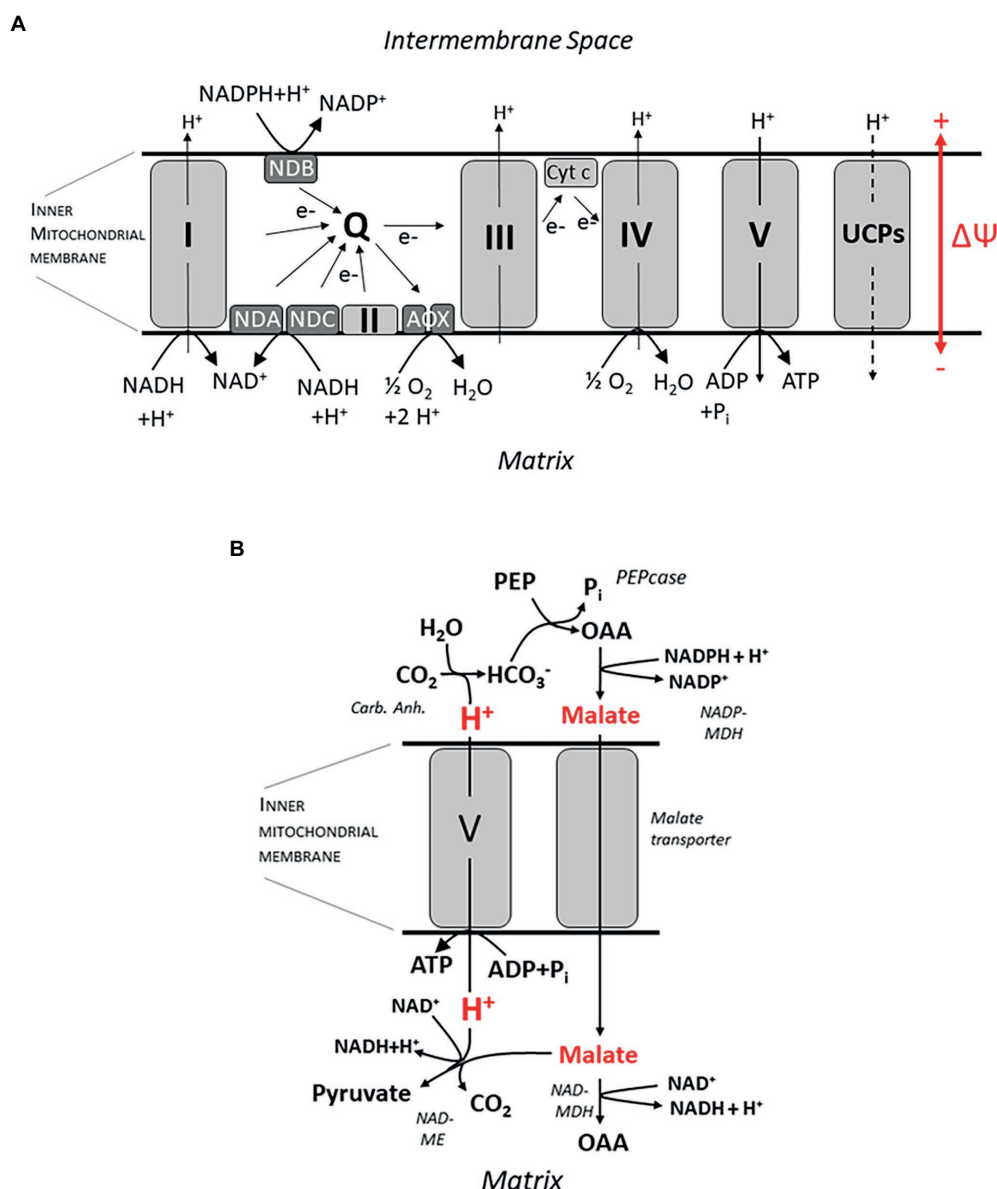 A
Intermembrane Space
NADPH+H⁺
NADP⁺
H⁺
H⁺
H⁺
H⁺
H⁺
+
NDB
Cyt c
INNER
MITOCHONDRIAL
MEMBRANE
I
e-
Q
e-
III
e-
e-
IV
V
UCPs
ΔΨ
e-
NDA
NDC
II
AOX
NADH
+H⁺
NAD⁺
NADH
+H⁺
½ O₂
+2 H⁺
H₂O
½ O₂
H₂O
ADP
+Pᵢ
ATP
-
Matrix
B
PEP
Pᵢ
PEPcase
H₂O
OAA
CO₂
HCO₃⁻
NADPH + H⁺
NADP⁺
Carb. Anh.
H⁺
Malate
NADP-
MDH
INNER
MITOCHONDRIAL
MEMBRANE
V
Malate
transporter
ATP
ADP+Pᵢ
NAD⁺
H⁺
NADH+H⁺
Malate
Pyruvate
CO₂
NAD-
ME
NAD-
MDH
NAD⁺
NADH + H⁺
OAA
Matrix